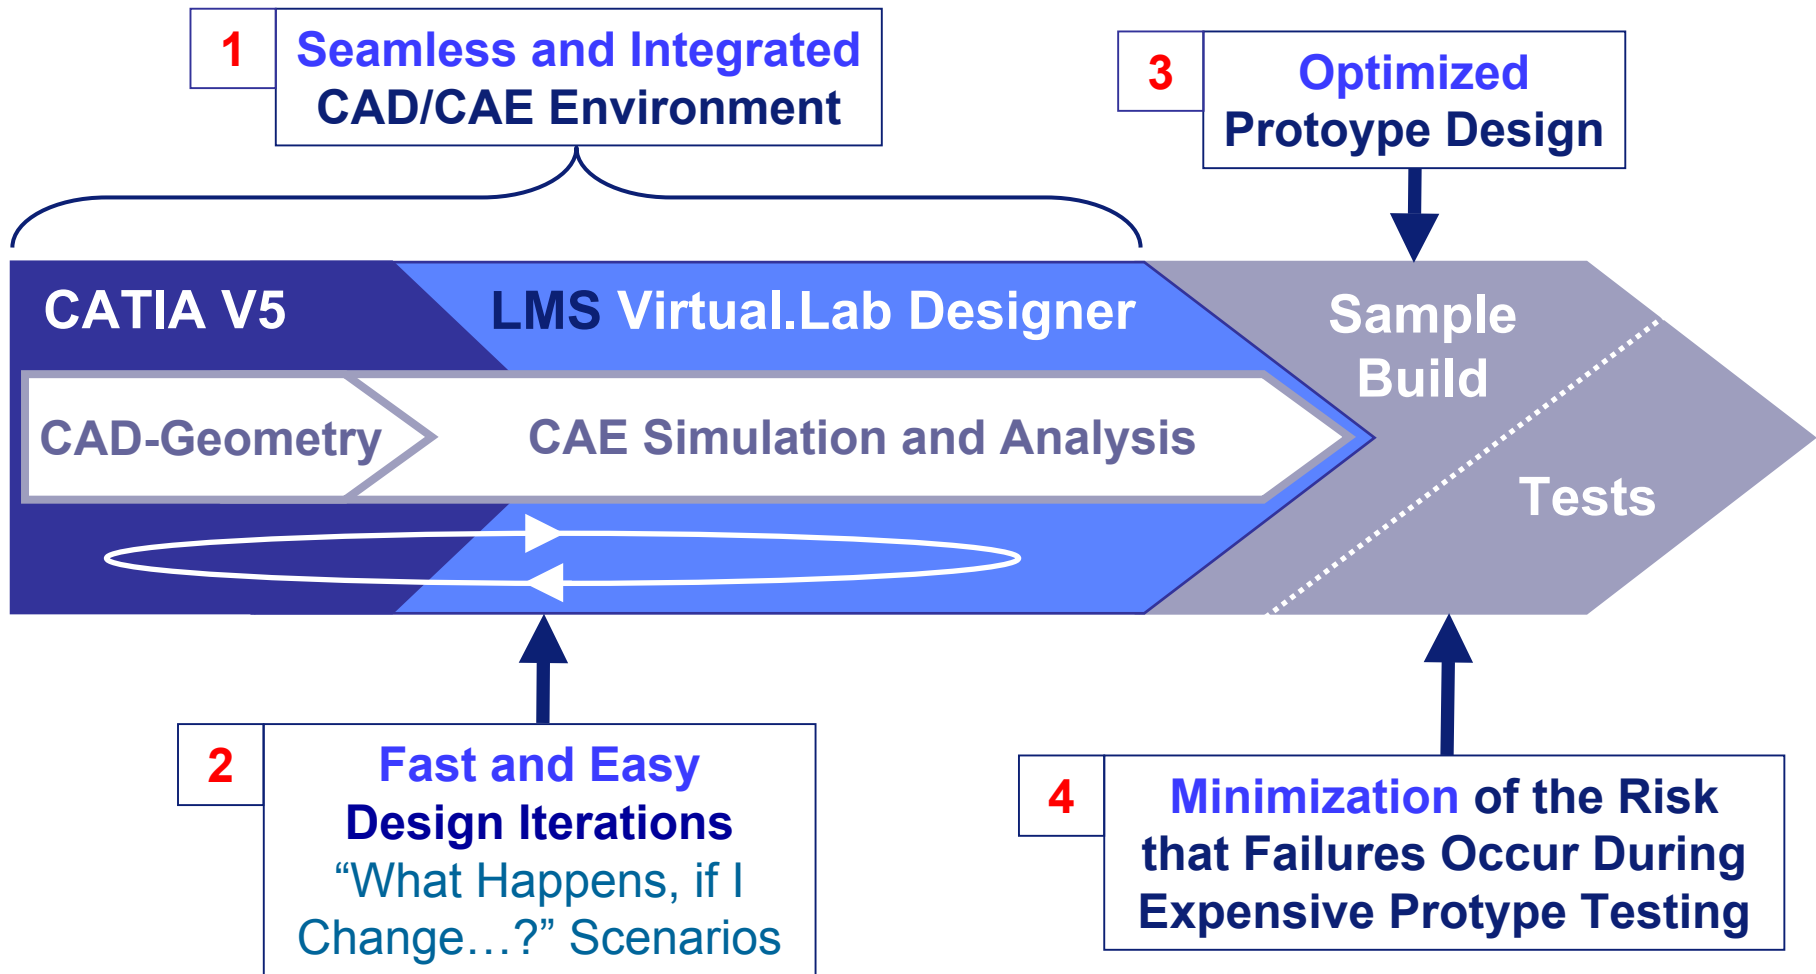 1
Seamless and Integrated
CAD/CAE Environment
3
Optimized
Protoype Design
CATIA V5
LMS Virtual.Lab Designer
Sample
Build
CAD-Geometry
CAE Simulation and Analysis
Tests
2
Fast and Easy
Design Iterations
“What Happens, if I
Change…?” Scenarios
4
Minimization of the Risk
that Failures Occur During
Expensive Protype Testing